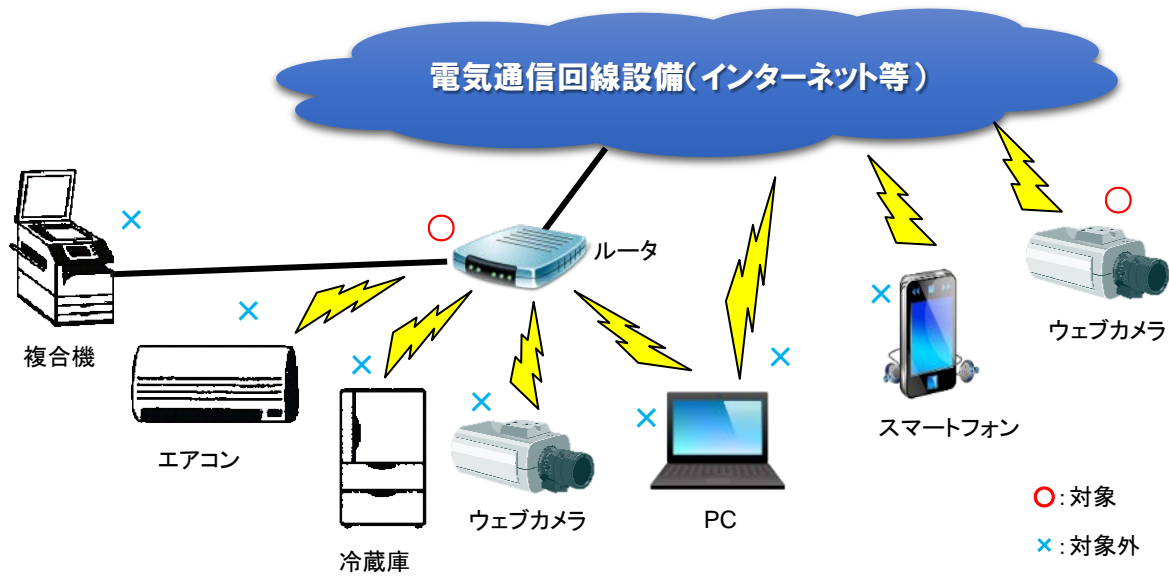 電気通信回線設備(インターネット等)
×
○
ルータ
○
×
ウェブカメラ
複合機
×
エアコン
×
冷蔵庫
×
ウェブカメラ
×
×
PC
スマートフォン
○:対象
×:対象外